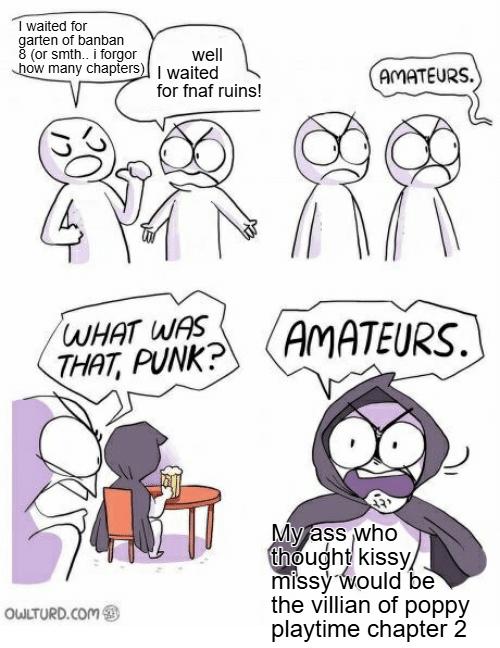 I waited for
garten of banban
8 (or smth.. i forgor
how many chapters)
well
I waited
for fnaf ruins!
AMATEURS.
WHAT WAS
THAT, PUNK?
AMATEURS.
My ass who
thought kissy
missy would be
the villian of poppy
playtime chapter 2
OWLTURD.COM